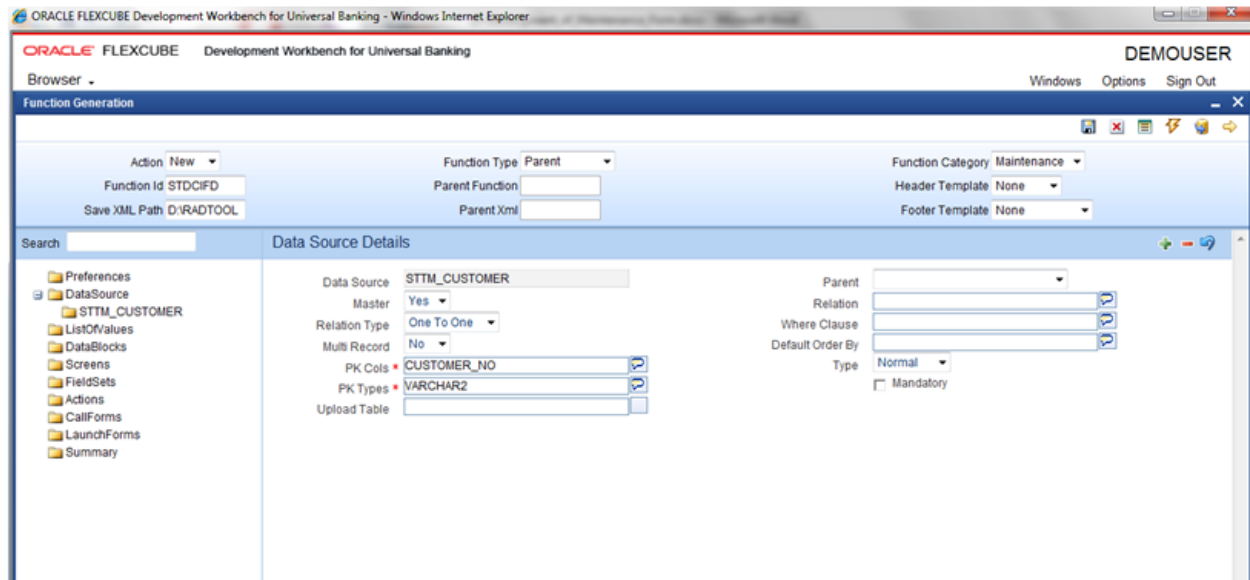 ORACLE FLEXCUBE Development Workbench for Universal Banking - Windows Internet Explorer
ORACLE FLEXCUBE Development Workbench for Universal Banking
DEMOUSER
Browser
Windows Options Sign Out
Function Generation
Action New Function Type Parent Function Category Maintenance
Function Id STDCIFD Parent Function Header Template None
Save XML Path D:\RADTOOL Parent Xml Footer Template None
Search
Preferences
DataSource
STTM_CUSTOMER
ListOfValues
DataBlocks
Screens
FieldSets
Actions
CallForms
LaunchForms
Summary
Data Source Details
Data Source STTM_CUSTOMER Parent
Master Yes Relation
Relation Type One To One Where Clause
Multi Record No Default Order By
PK Cols * CUSTOMER_NO Type Normal
PK Types * VARCHAR2 Mandatory
Upload Table